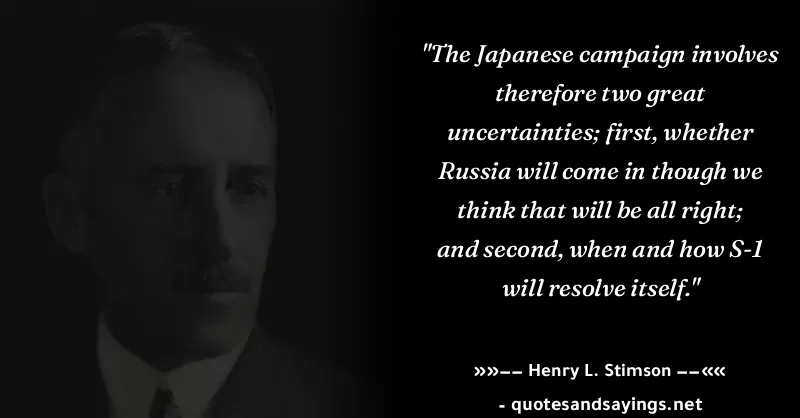 "The Japanese campaign involves
therefore two great
uncertainties; first, whether
Russia will come in though we
think that will be all right;
and second, when and how S-1
will resolve itself."
»»–– Henry L. Stimson ––««
- quotesandsayings.net